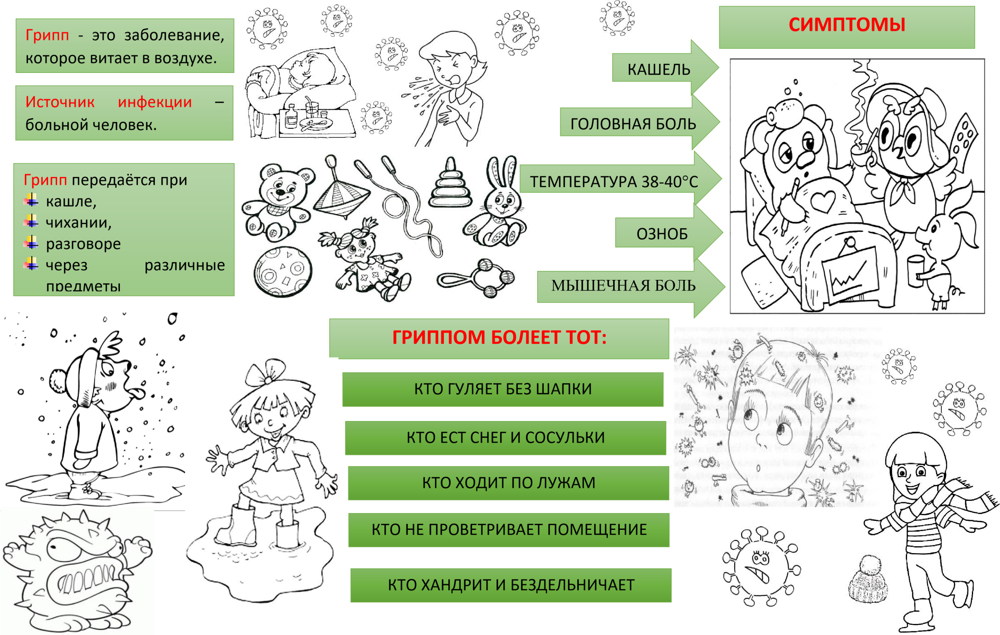 Грипп - это заболевание,
которое витает в воздухе.
Источник инфекции –
больной человек.
Грипп передаётся при
кашле,
чихании,
разговоре
через различные
предметы
СИМПТОМЫ
КАШЕЛЬ
ГОЛОВНАЯ БОЛЬ
ТЕМПЕРАТУРА 38-40°С
ОЗНОБ
МЫШЕЧНАЯ БОЛЬ
ГРИППОМ БОЛЕЕТ ТОТ:
КТО ГУЛЯЕТ БЕЗ ШАПКИ
КТО ЕСТ СНЕГ И СОСУЛЬКИ
КТО ХОДИТ ПО ЛУЖАМ
КТО НЕ ПРОВЕТРИВАЕТ ПОМЕЩЕНИЕ
КТО ХАНДРИТ И БЕЗДЕЛЬНИЧАЕТ